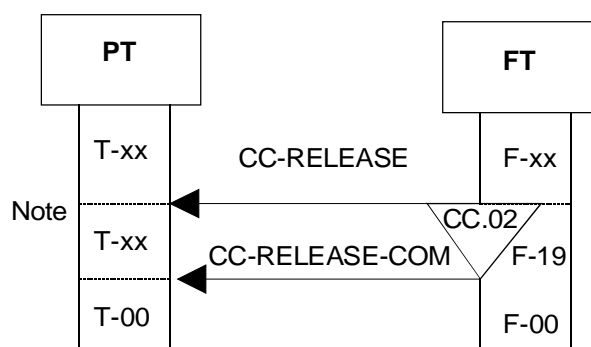 PT
FT
T-xx
CC-RELEASE
F-xx
Note
CC.02
T-xx
CC-RELEASE-COM
F-19
T-00
F-00